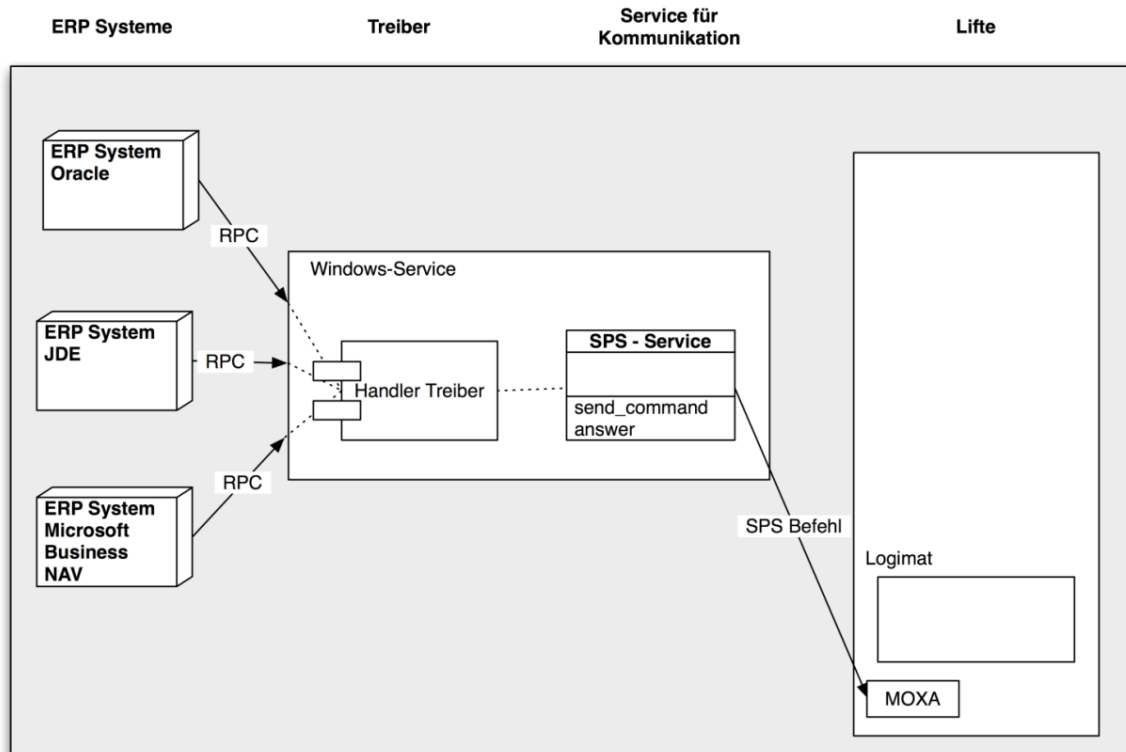 ERP Systeme
Treiber
Service für
Kommunikation
Lifte
ERP System
Oracle
RPC
Windows-Service
ERP System
JDE
RPC
Handler Treiber
SPS - Service
send_command
answer
ERP System
Microsoft
Business
NAV
RPC
SPS Befehl
Logimat
MOXA